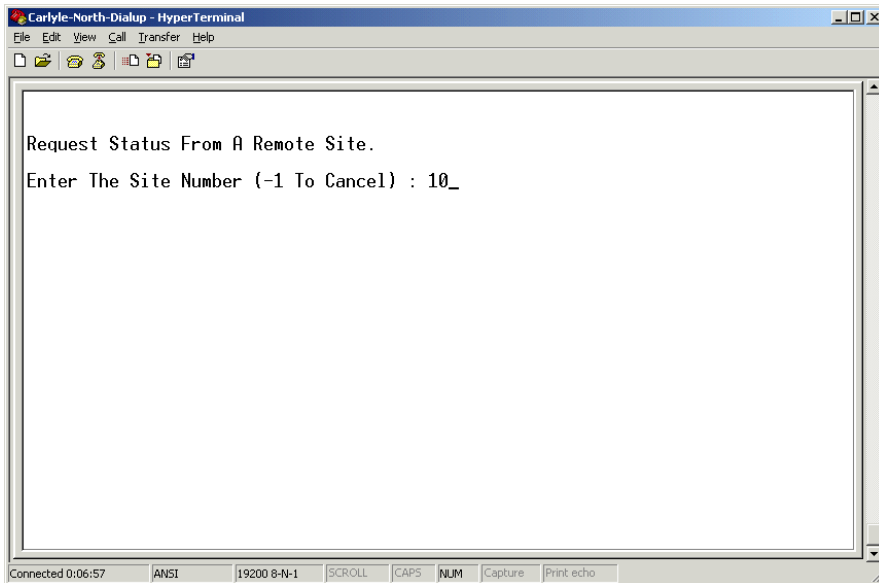 Carlyle-North-Dialup - HyperTerminal
File Edit View Call Transfer Help
Request Status From A Remote Site.
Enter The Site Number (-1 To Cancel) : 10_
Connected 0:06:57 ANSI 19200 8-N-1 SCROLL CAPS NUM Capture Print echo